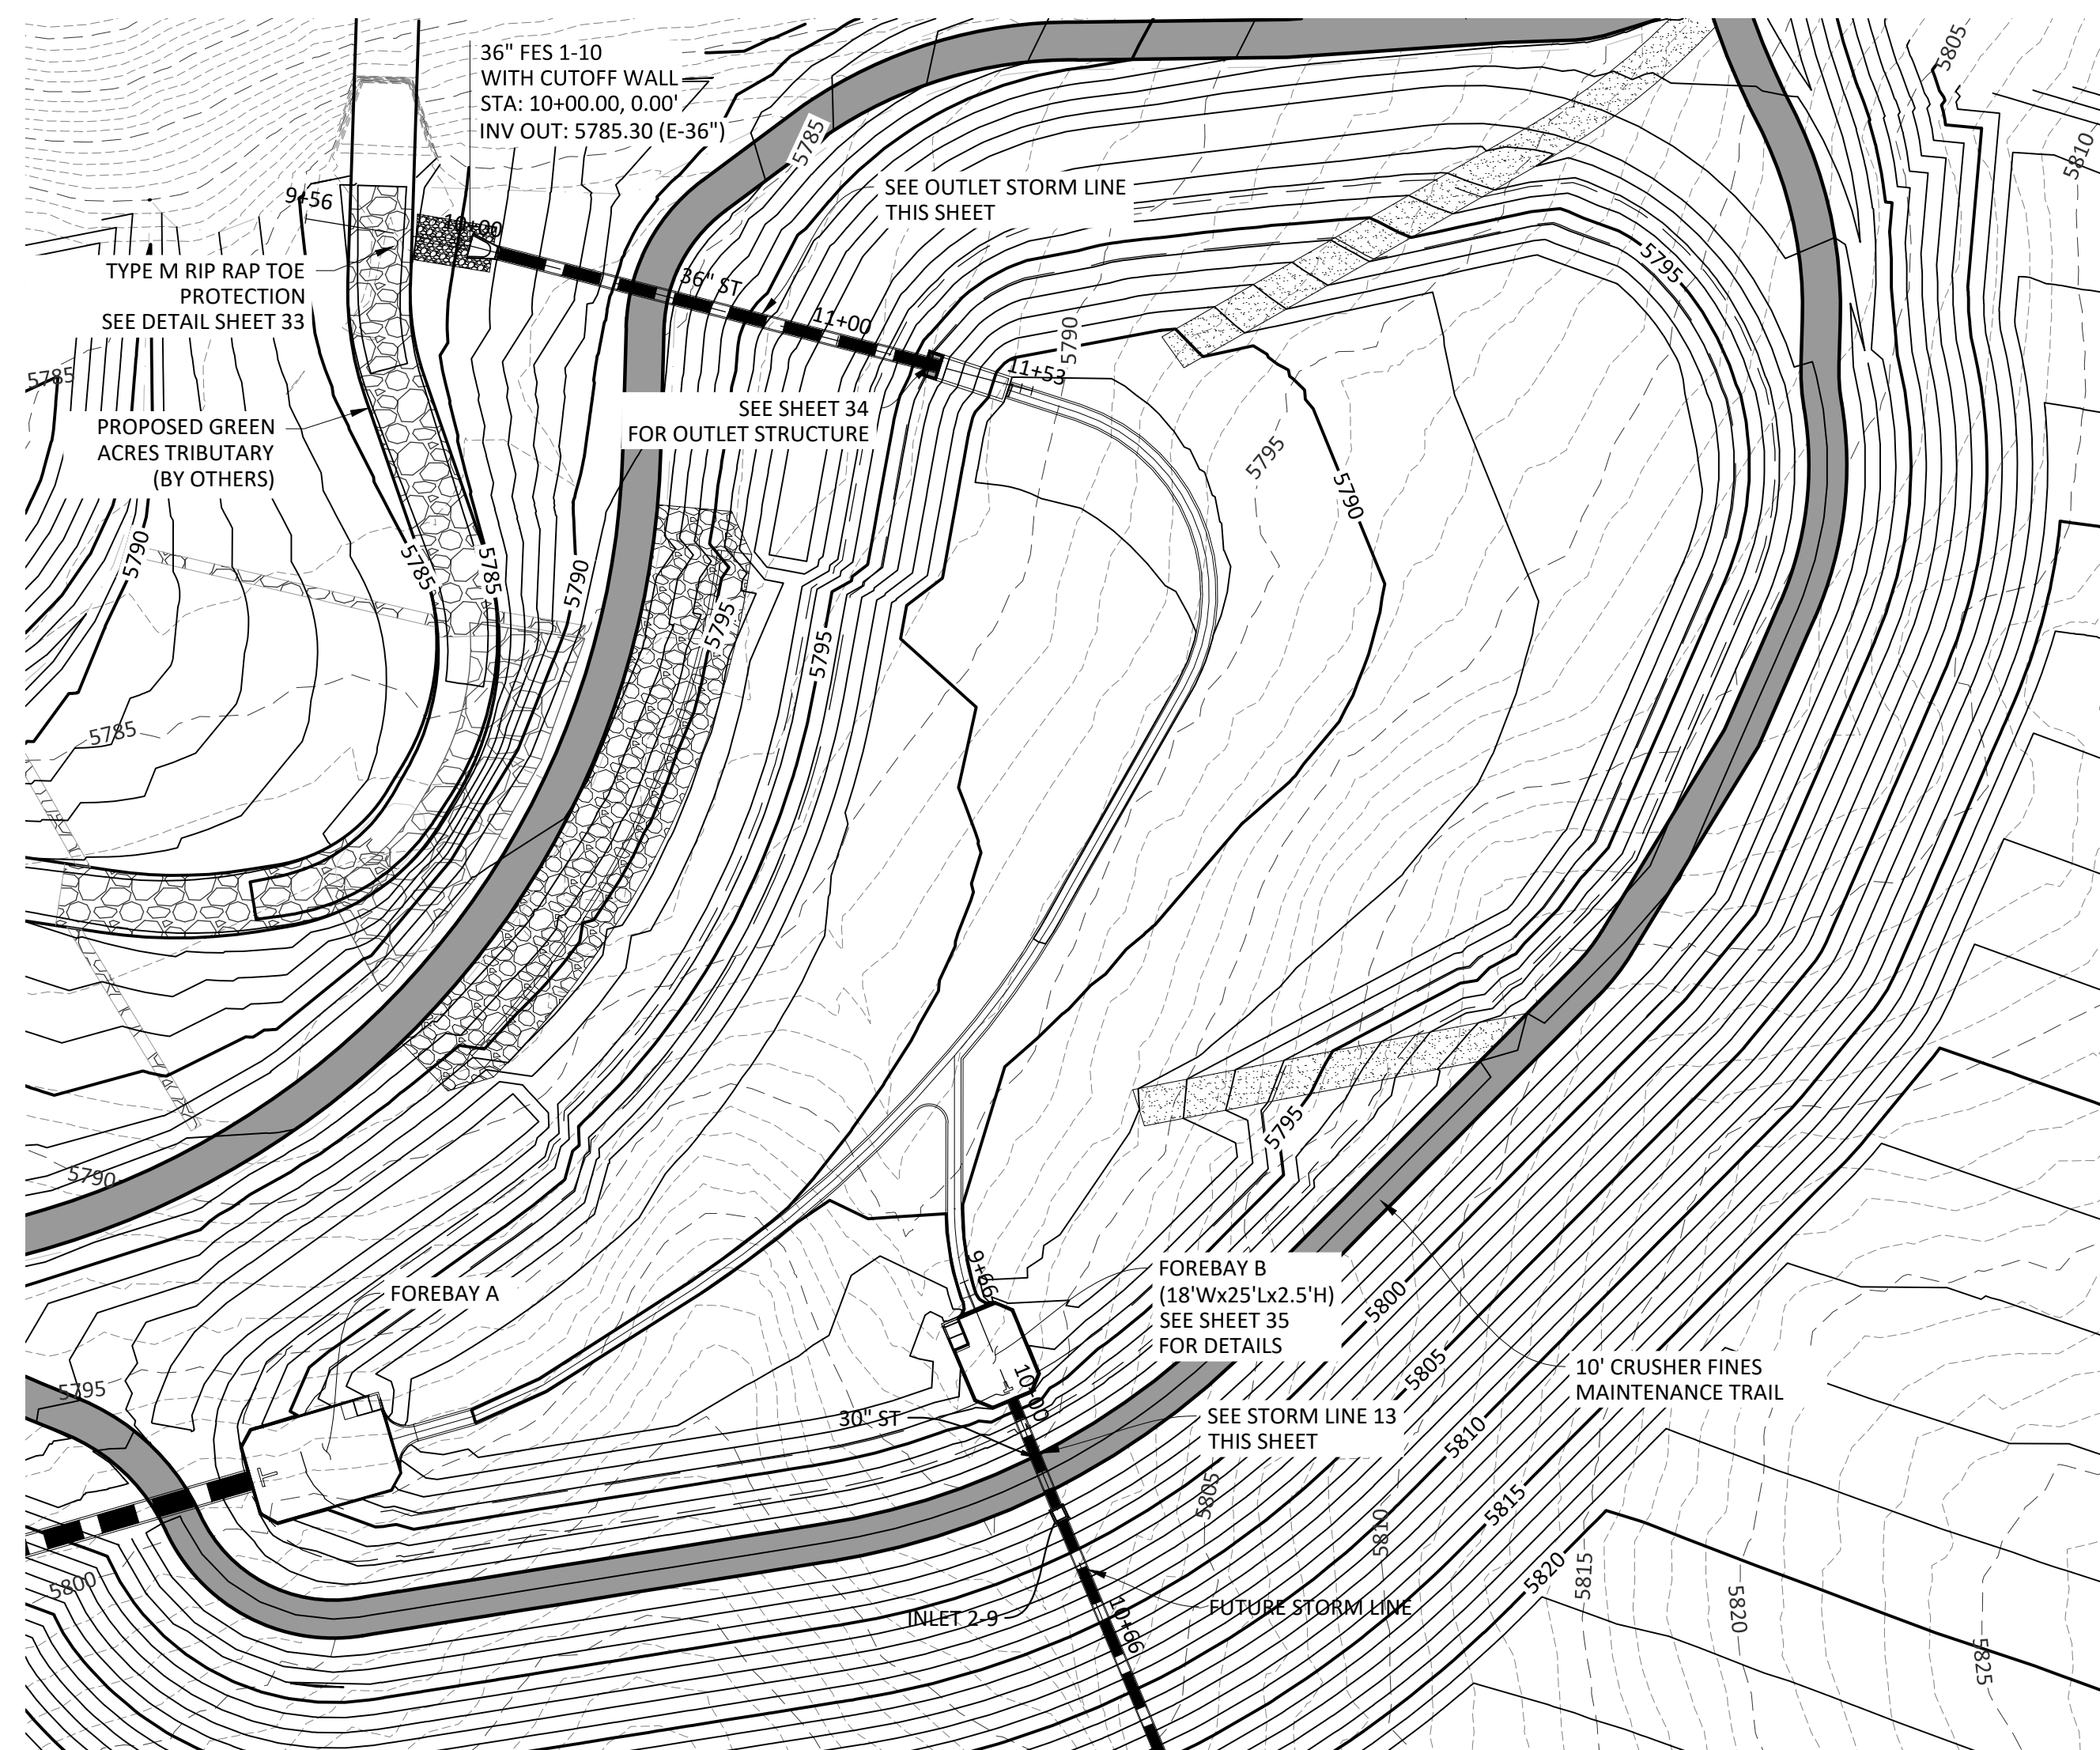 36" FES 1-10
WITH CUTOFF WALL
STA: 10+00.00, 0.00'
INV OUT: 5785.30 (E-36")
5805
5810
5785
SEE OUTLET STORM LINE
THIS SHEET
9+56
10+00
TYPE M RIP RAP TOE
PROTECTION
SEE DETAIL SHEET 33
36" ST
11+00
5795
5790
11+53
5785
SEE SHEET 34
FOR OUTLET STRUCTURE
PROPOSED GREEN
ACRES TRIBUTARY
(BY OTHERS)
5795
5790
5790
5785
5785
5790
5795
5795
5785
5795
5790
FOREBAY A
9+66
FOREBAY B
(18'Wx25'Lx2.5'H)
SEE SHEET 35
FOR DETAILS
5800
5805
10' CRUSHER FINES
MAINTENANCE TRAIL
5795
10+00
30" ST
SEE STORM LINE 13
THIS SHEET
5810
5805
5815
5810
5820
5815
5820
5825
5800
INLET 2-9
FUTURE STORM LINE
10+66